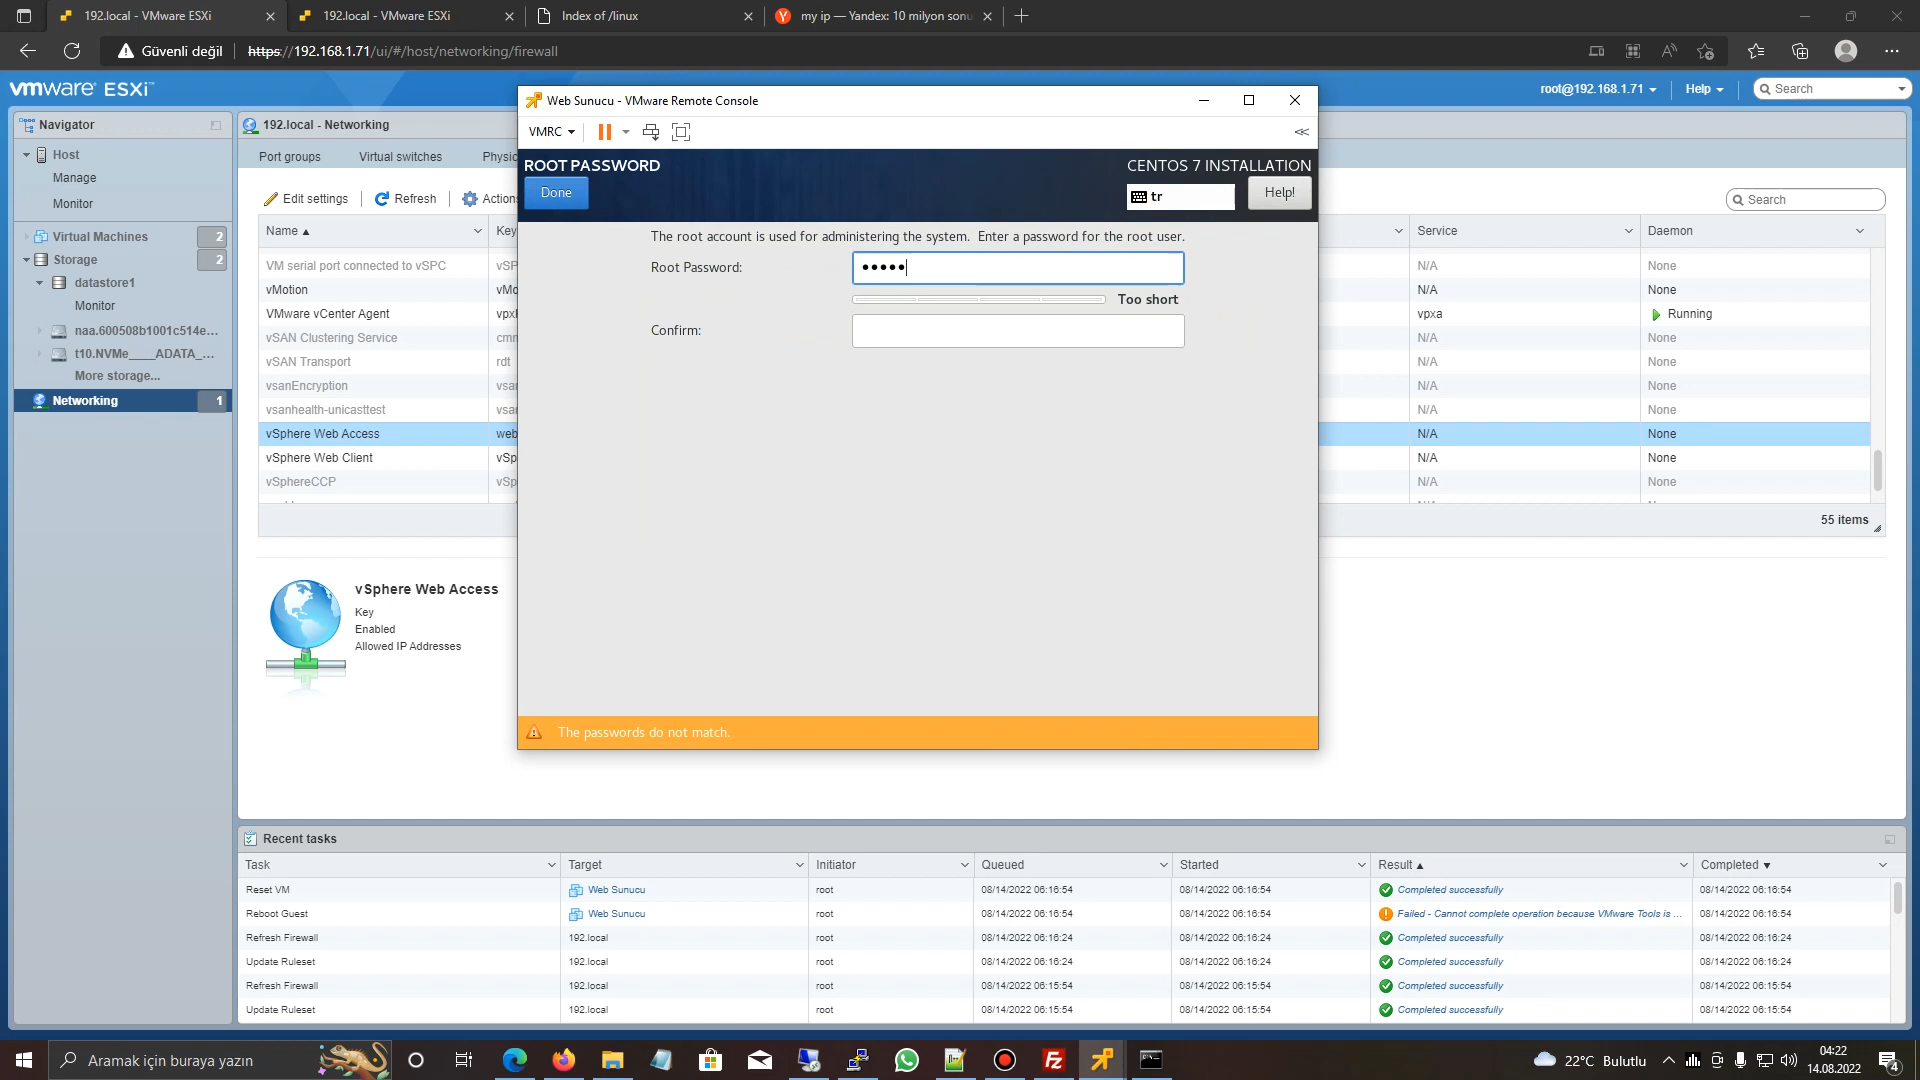 192.local - VMware ESXi
192.local - VMware ESXi
Index of /linux
my ip — Yandex: 10 milyon sonu
Güvenli değil
https://192.168.1.71/ui/#/host/networking/firewall
vmware ESXi™
root@192.168.1.71
Help
Search
Navigator
Host
Manage
Monitor
Virtual Machines 2
Storage 2
datastore1
Monitor
naa.600508b1001c514e...
t10.NVMe____ADATA_...
More storage...
Networking 1
192.local - Networking
Port groups
Virtual switches
Physic
Edit settings
Refresh
Action
Search
Name
Key
Service
Daemon
VM serial port connected to vSPC vSP N/A None
vMotion vMo N/A None
VMware vCenter Agent vpxl vpxa Running
vSAN Clustering Service cmn N/A None
vSAN Transport rdt N/A None
vsanEncryption vsar N/A None
vsanhealth-unicasttest vsar N/A None
vSphere Web Access web N/A None
vSphere Web Client vSp N/A None
vSphereCCP vSp N/A None
55 items
vSphere Web Access
Key
Enabled
Allowed IP Addresses
Web Sunucu - VMware Remote Console
VMRC
ROOT PASSWORD
CENTOS 7 INSTALLATION
Done
tr
Help!
The root account is used for administering the system. Enter a password for the root user.
Root Password:
●●●●●
Too short
Confirm:
The passwords do not match.
Recent tasks
Task Target Initiator Queued Started Result Completed
Reset VM Web Sunucu root 08/14/2022 06:16:54 08/14/2022 06:16:54 Completed successfully 08/14/2022 06:16:54
Reboot Guest Web Sunucu root 08/14/2022 06:16:54 08/14/2022 06:16:54 Failed - Cannot complete operation because VMware Tools is ... 08/14/2022 06:16:54
Refresh Firewall 192.local root 08/14/2022 06:16:24 08/14/2022 06:16:24 Completed successfully 08/14/2022 06:16:24
Update Ruleset 192.local root 08/14/2022 06:16:24 08/14/2022 06:16:24 Completed successfully 08/14/2022 06:16:24
Refresh Firewall 192.local root 08/14/2022 06:15:54 08/14/2022 06:15:54 Completed successfully 08/14/2022 06:15:54
Update Ruleset 192.local root 08/14/2022 06:15:54 08/14/2022 06:15:54 Completed successfully 08/14/2022 06:15:54
Aramak için buraya yazın
22°C Bulutlu
04:22
14.08.2022
4